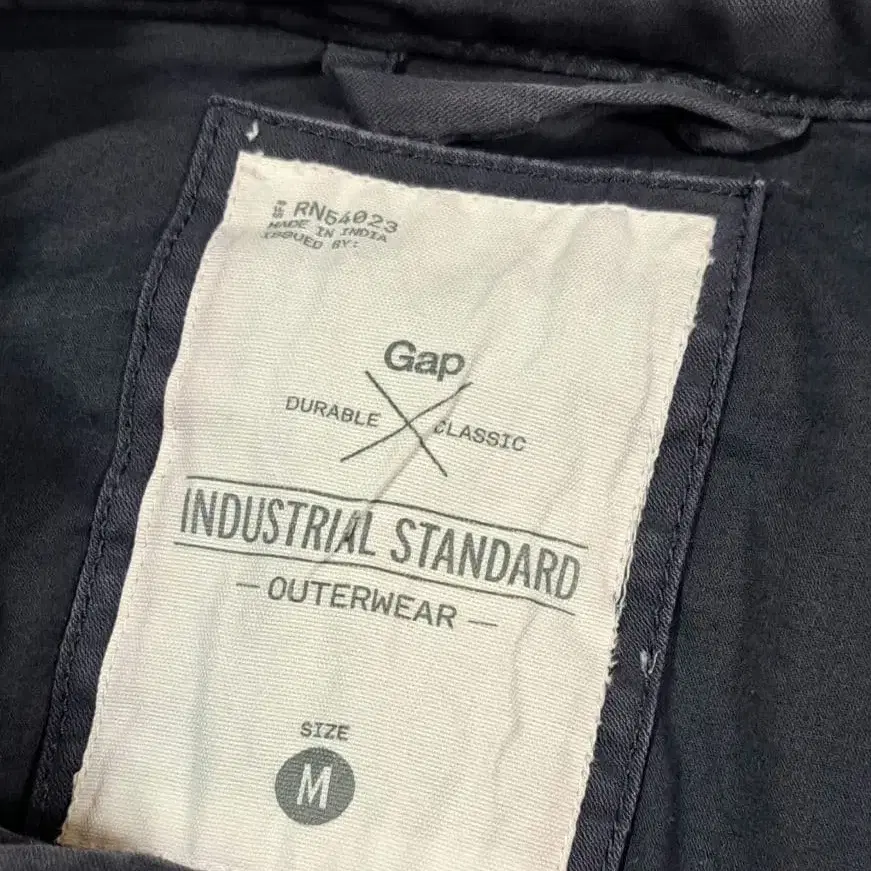 RN54023
MADE IN INDIA
ISSUED BY:
Gap
DURABLE CLASSIC
INDUSTRIAL STANDARD
— OUTERWEAR —
SIZE
M